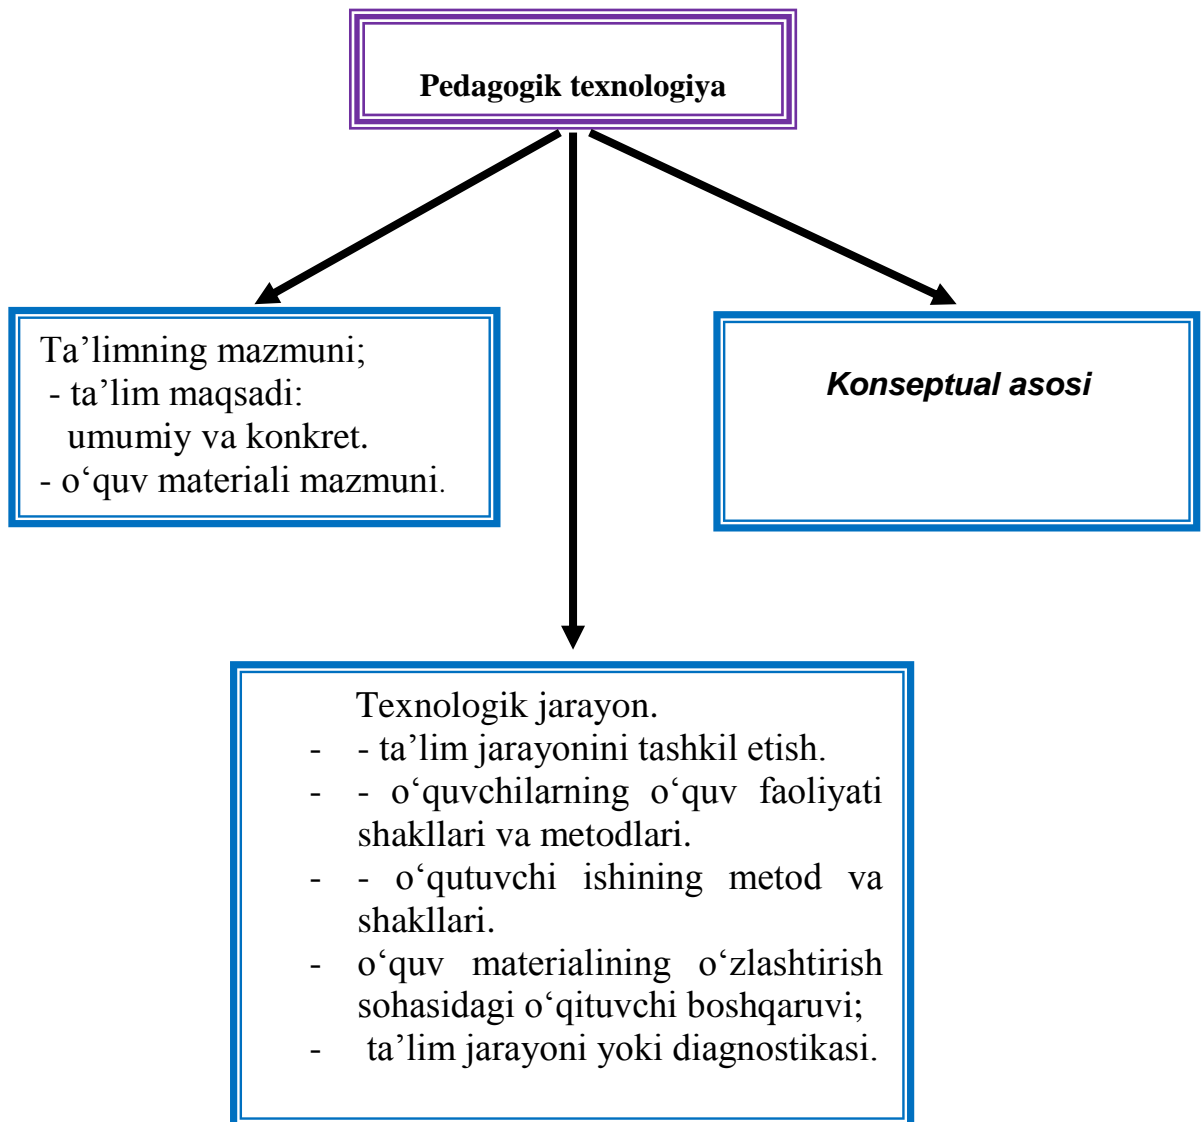 Pedagogik texnologiya
Ta’limning mazmuni;
- ta’lim maqsadi:
umumiy va konkret.
- o‘quv materiali mazmuni.
Konseptual asosi
Texnologik jarayon.
- - ta’lim jarayonini tashkil etish.
- - o‘quvchilarning o‘quv faoliyati
shakllari va metodlari.
- - o‘qutuvchi ishining metod va
shakllari.
- o‘quv materialining o‘zlashtirish
sohasidagi o‘qituvchi boshqaruvi;
- ta’lim jarayoni yoki diagnostikasi.